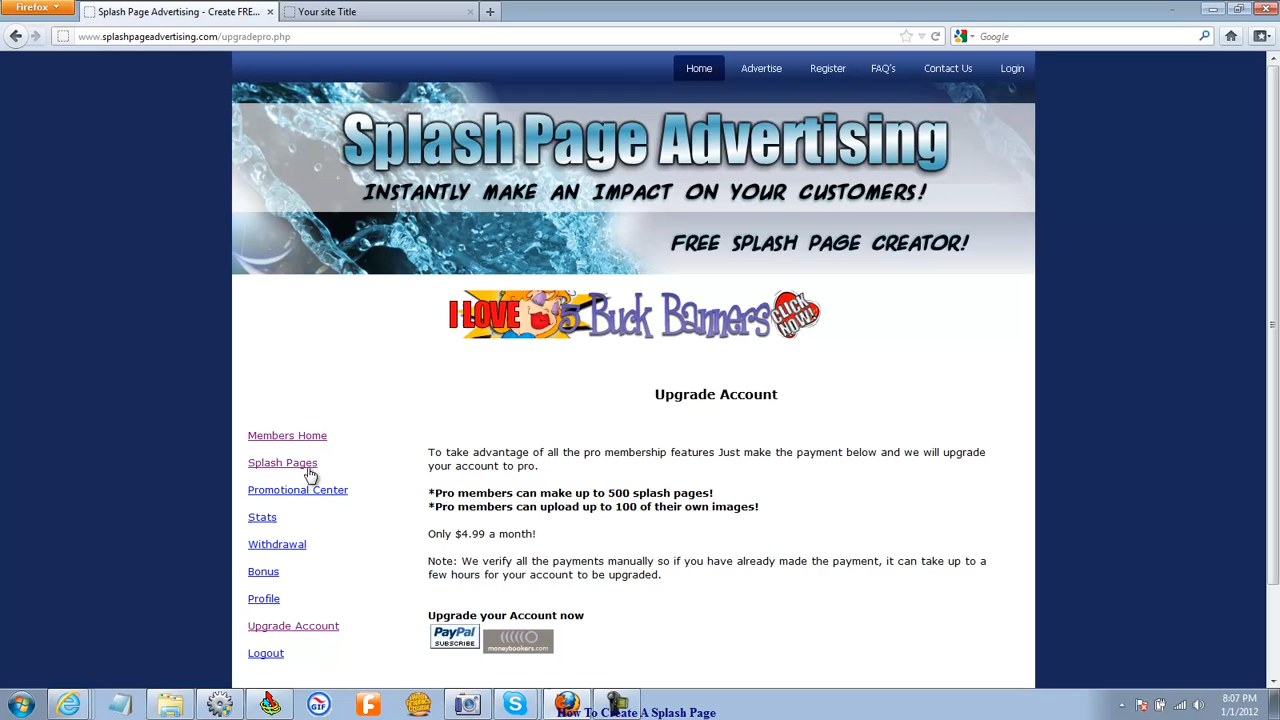 Firefox
Splash Page Advertising - Create FRE...
Your site Title
www.splashpageadvertising.com/upgradepro.php
Google
Home
Advertise
Register
FAQ's
Contact Us
Login
Splash Page Advertising
INSTANTLY MAKE AN IMPACT ON YOUR CUSTOMERS!
FREE SPLASH PAGE CREATOR!
I LOVE 5 Buck Banners CLICK NOW!
Upgrade Account
Members Home
Splash Pages
Promotional Center
Stats
Withdrawal
Bonus
Profile
Upgrade Account
Logout
To take advantage of all the pro membership features Just make the payment below and we will upgrade
your account to pro.
*Pro members can make up to 500 splash pages!
*Pro members can upload up to 100 of their own images!
Only $4.99 a month!
Note: We verify all the payments manually so if you have already made the payment, it can take up to a
few hours for your account to be upgraded.
Upgrade your Account now
PayPal
SUBSCRIBE
moneybookers.com
GIF
8:07 PM
1/1/2012
How To Create A Splash Page